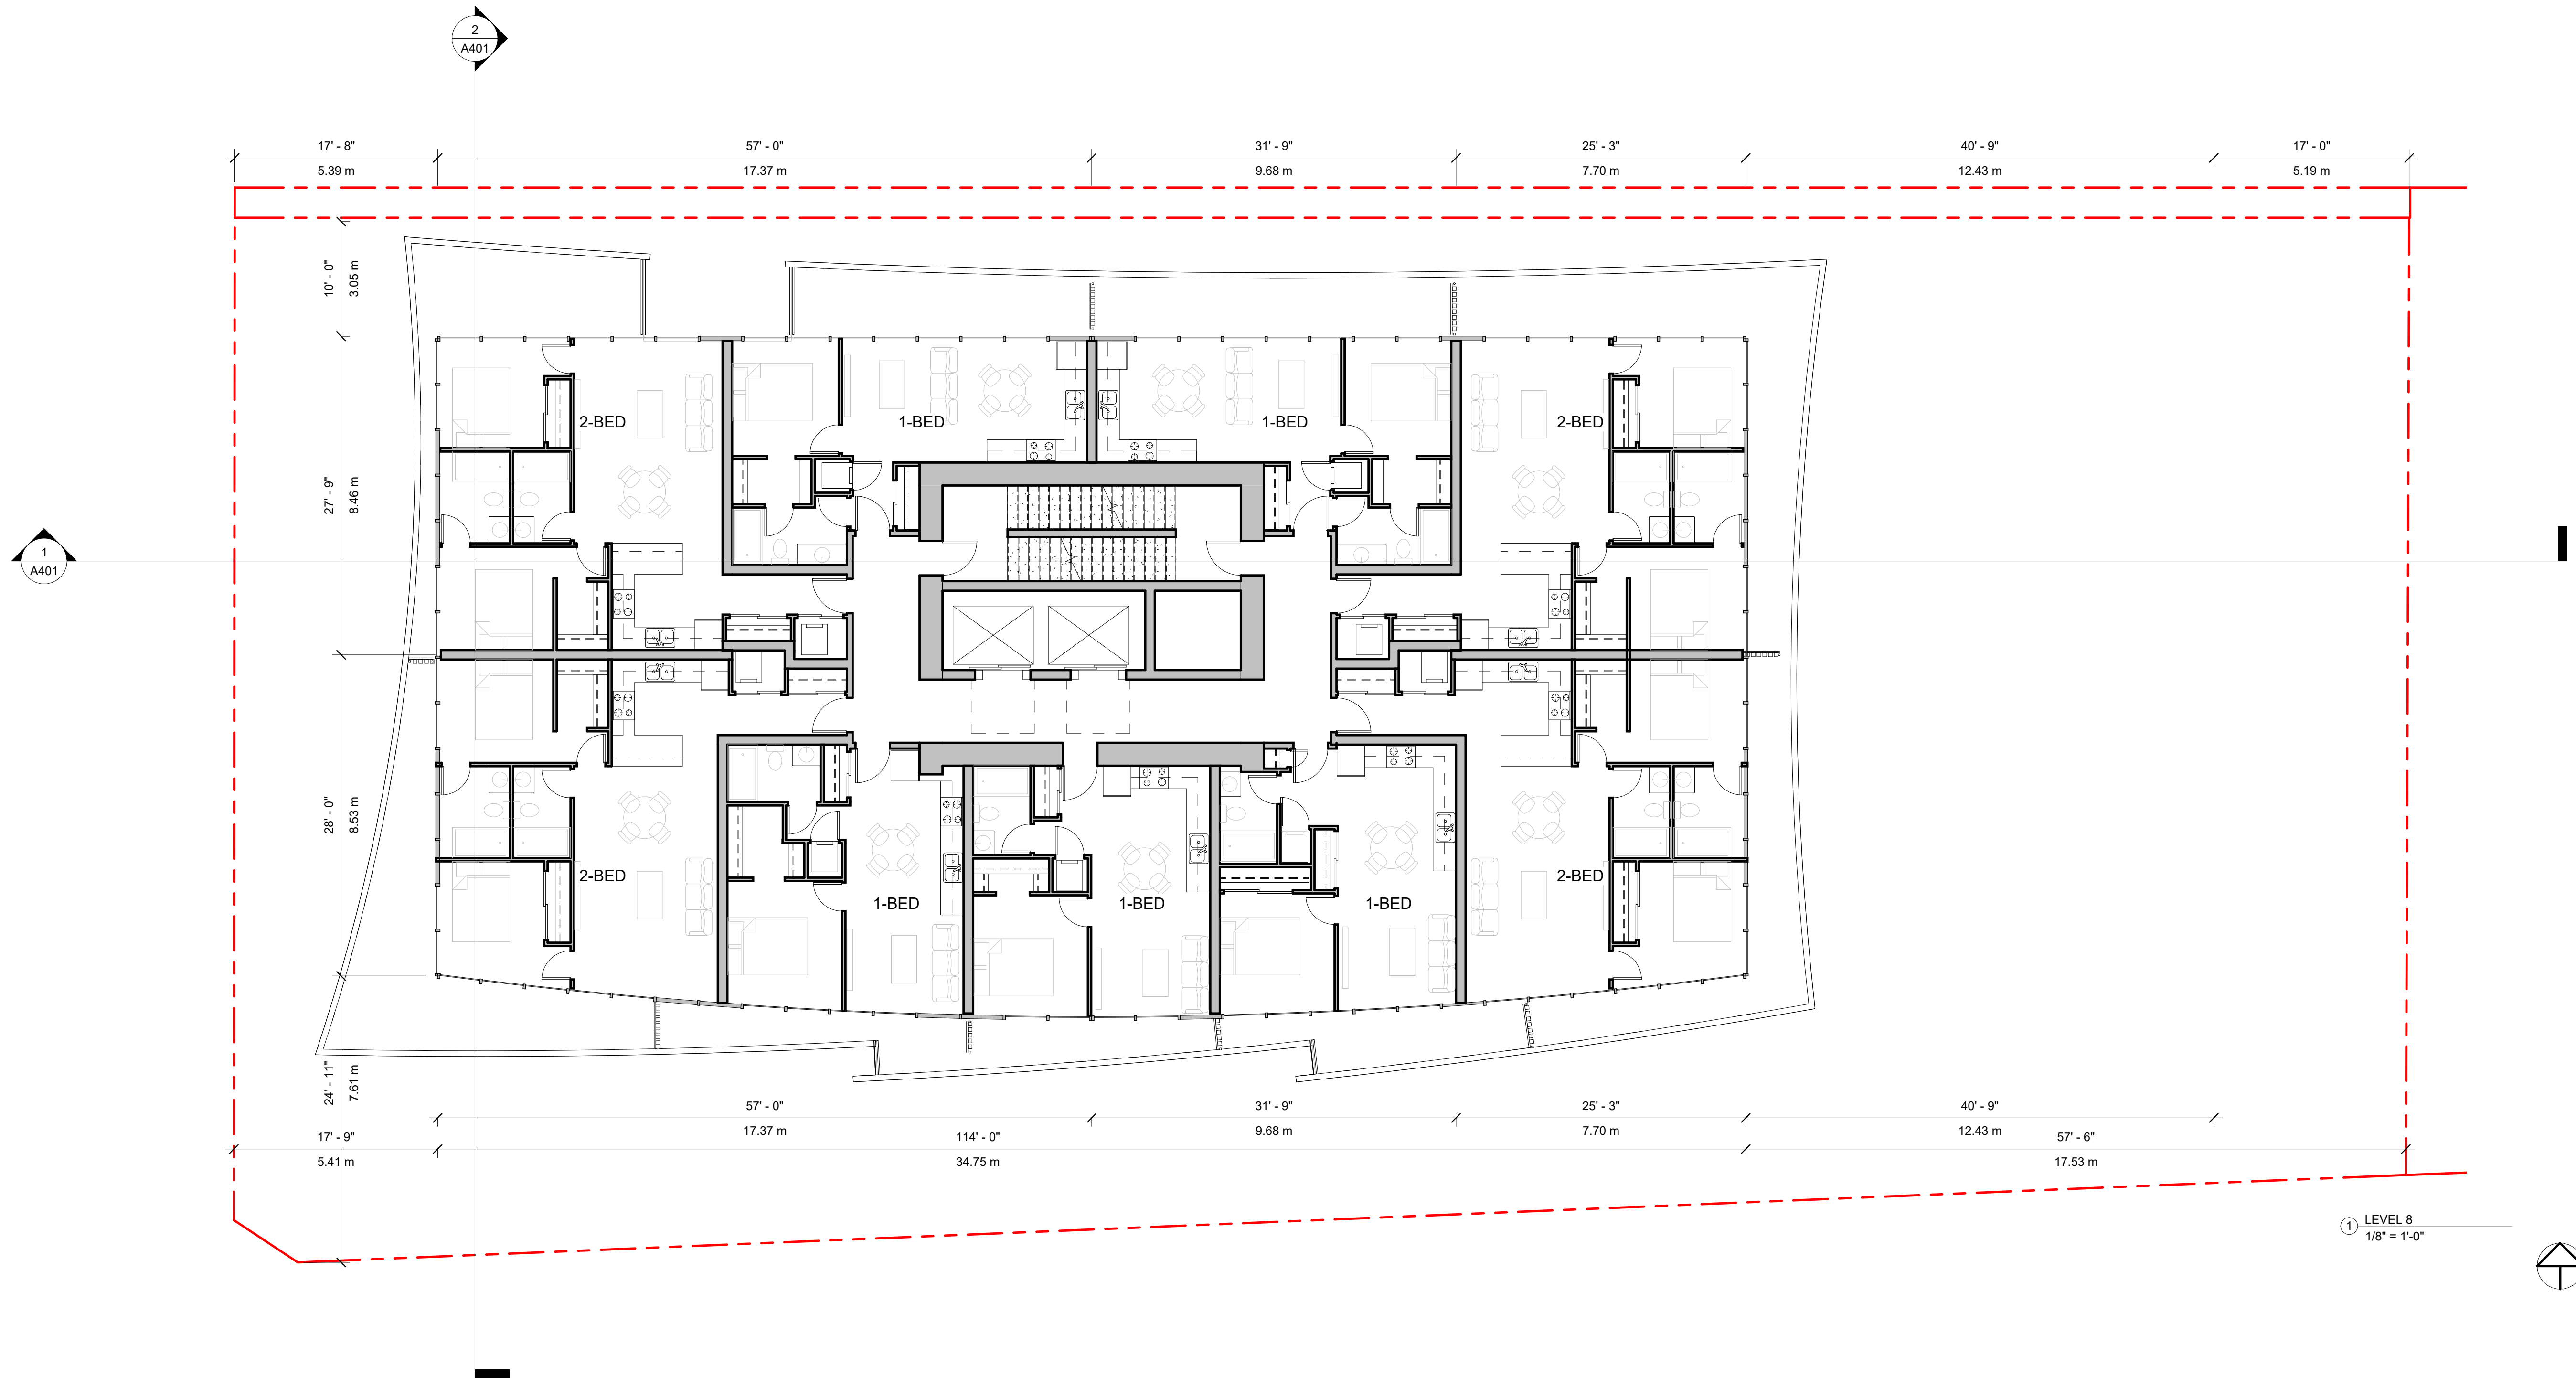 2
A401
17' - 8"
57' - 0"
31' - 9"
25' - 3"
40' - 9"
17' - 0"
5.39 m
17.37 m
9.68 m
7.70 m
12.43 m
5.19 m
10' - 0"
3.05 m
27' - 9"
8.46 m
28' - 0"
8.53 m
24' - 11"
7.61 m
1
A401
2-BED
1-BED
1-BED
2-BED
2-BED
1-BED
1-BED
1-BED
2-BED
57' - 0"
31' - 9"
25' - 3"
40' - 9"
17.37 m
9.68 m
7.70 m
12.43 m
17' - 9"
114' - 0"
57' - 6"
5.41 m
34.75 m
17.53 m
1
LEVEL 8
1/8" = 1'-0"